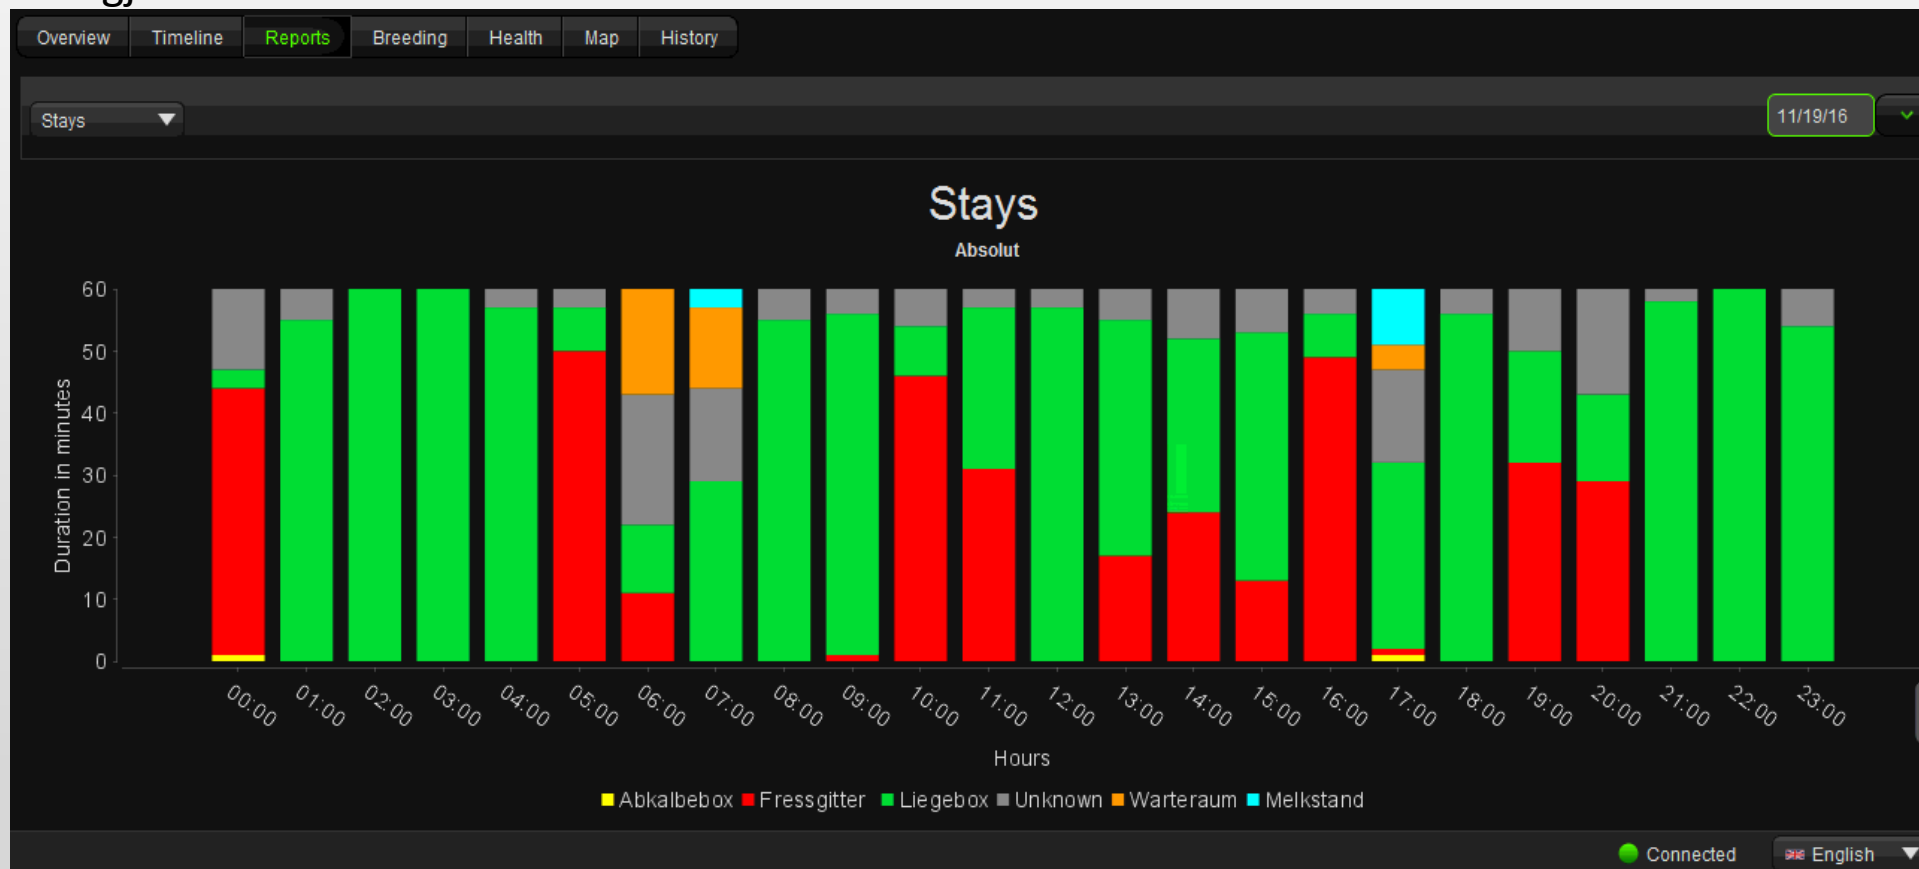 Overview Timeline Reports Breeding Health Map History
Stays 11/19/16
Stays
Absolut
Duration in minutes
60
50
40
30
20
10
0
00:00 01:00 02:00 03:00 04:00 05:00 06:00 07:00 08:00 09:00 10:00 11:00 12:00 13:00 14:00 15:00 16:00 17:00 18:00 19:00 20:00 21:00 22:00 23:00
Hours
Abkalbebox Fressgitter Liegebox Unknown Warteraum Melkstand
Connected English